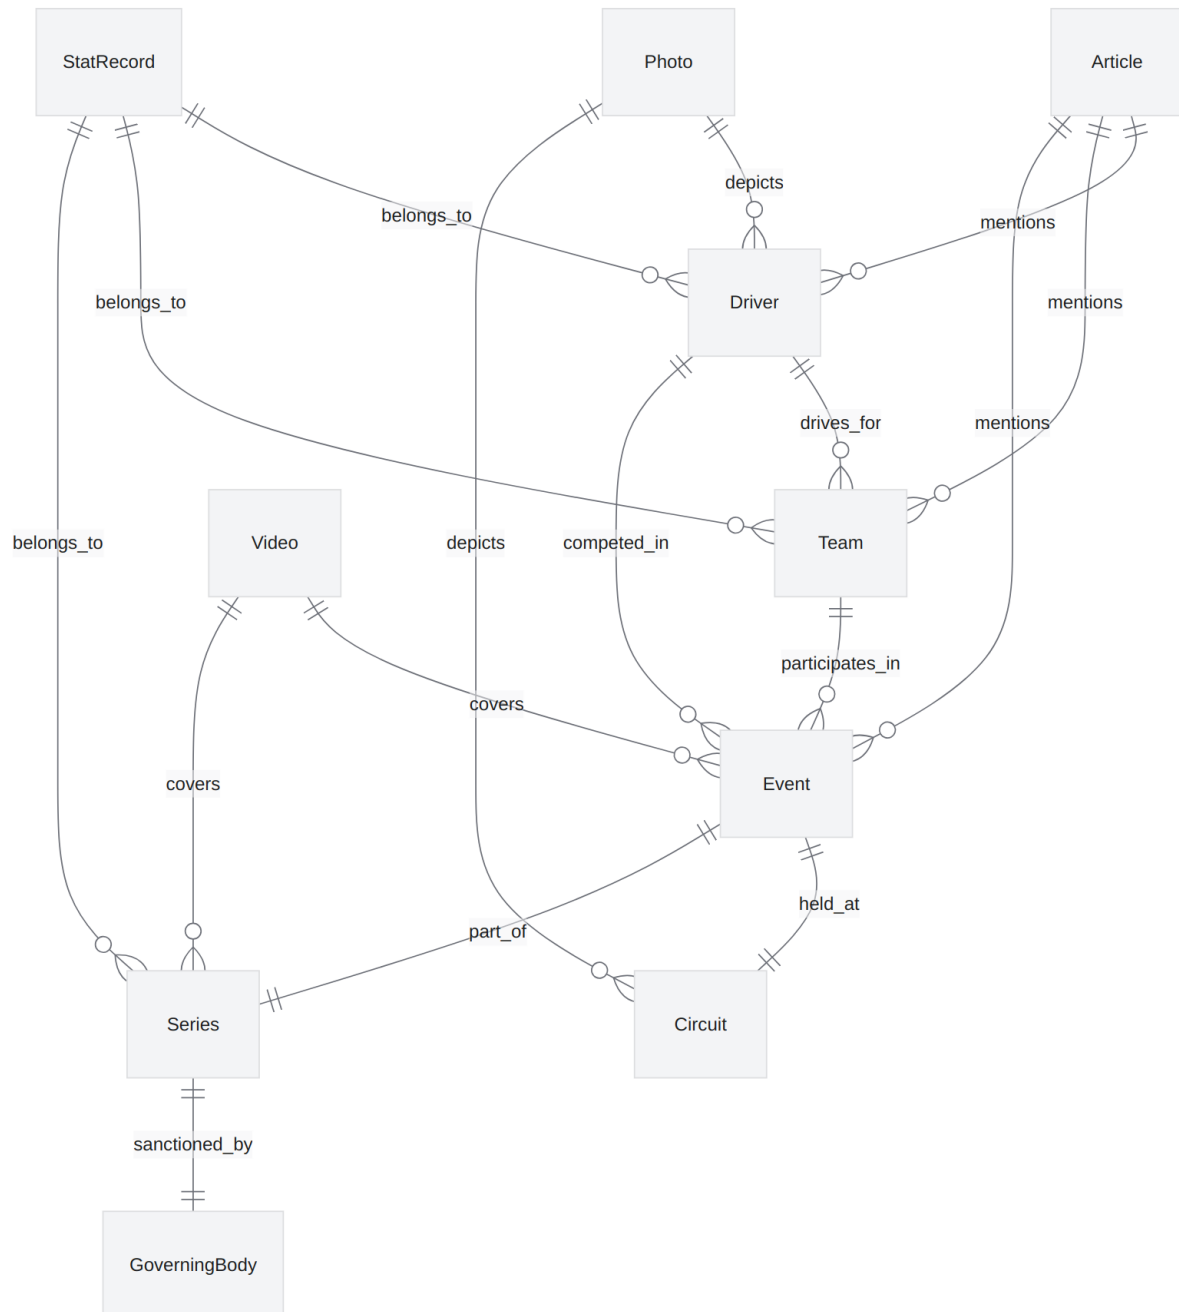 StatRecord
Photo
Article
depicts
belongs_to
mentions
belongs_to
Driver
mentions
drives_for
mentions
belongs_to
Video
depicts
competed_in
Team
participates_in
covers
covers
Event
held_at
part_of
Series
Circuit
sanctioned_by
GoverningBody